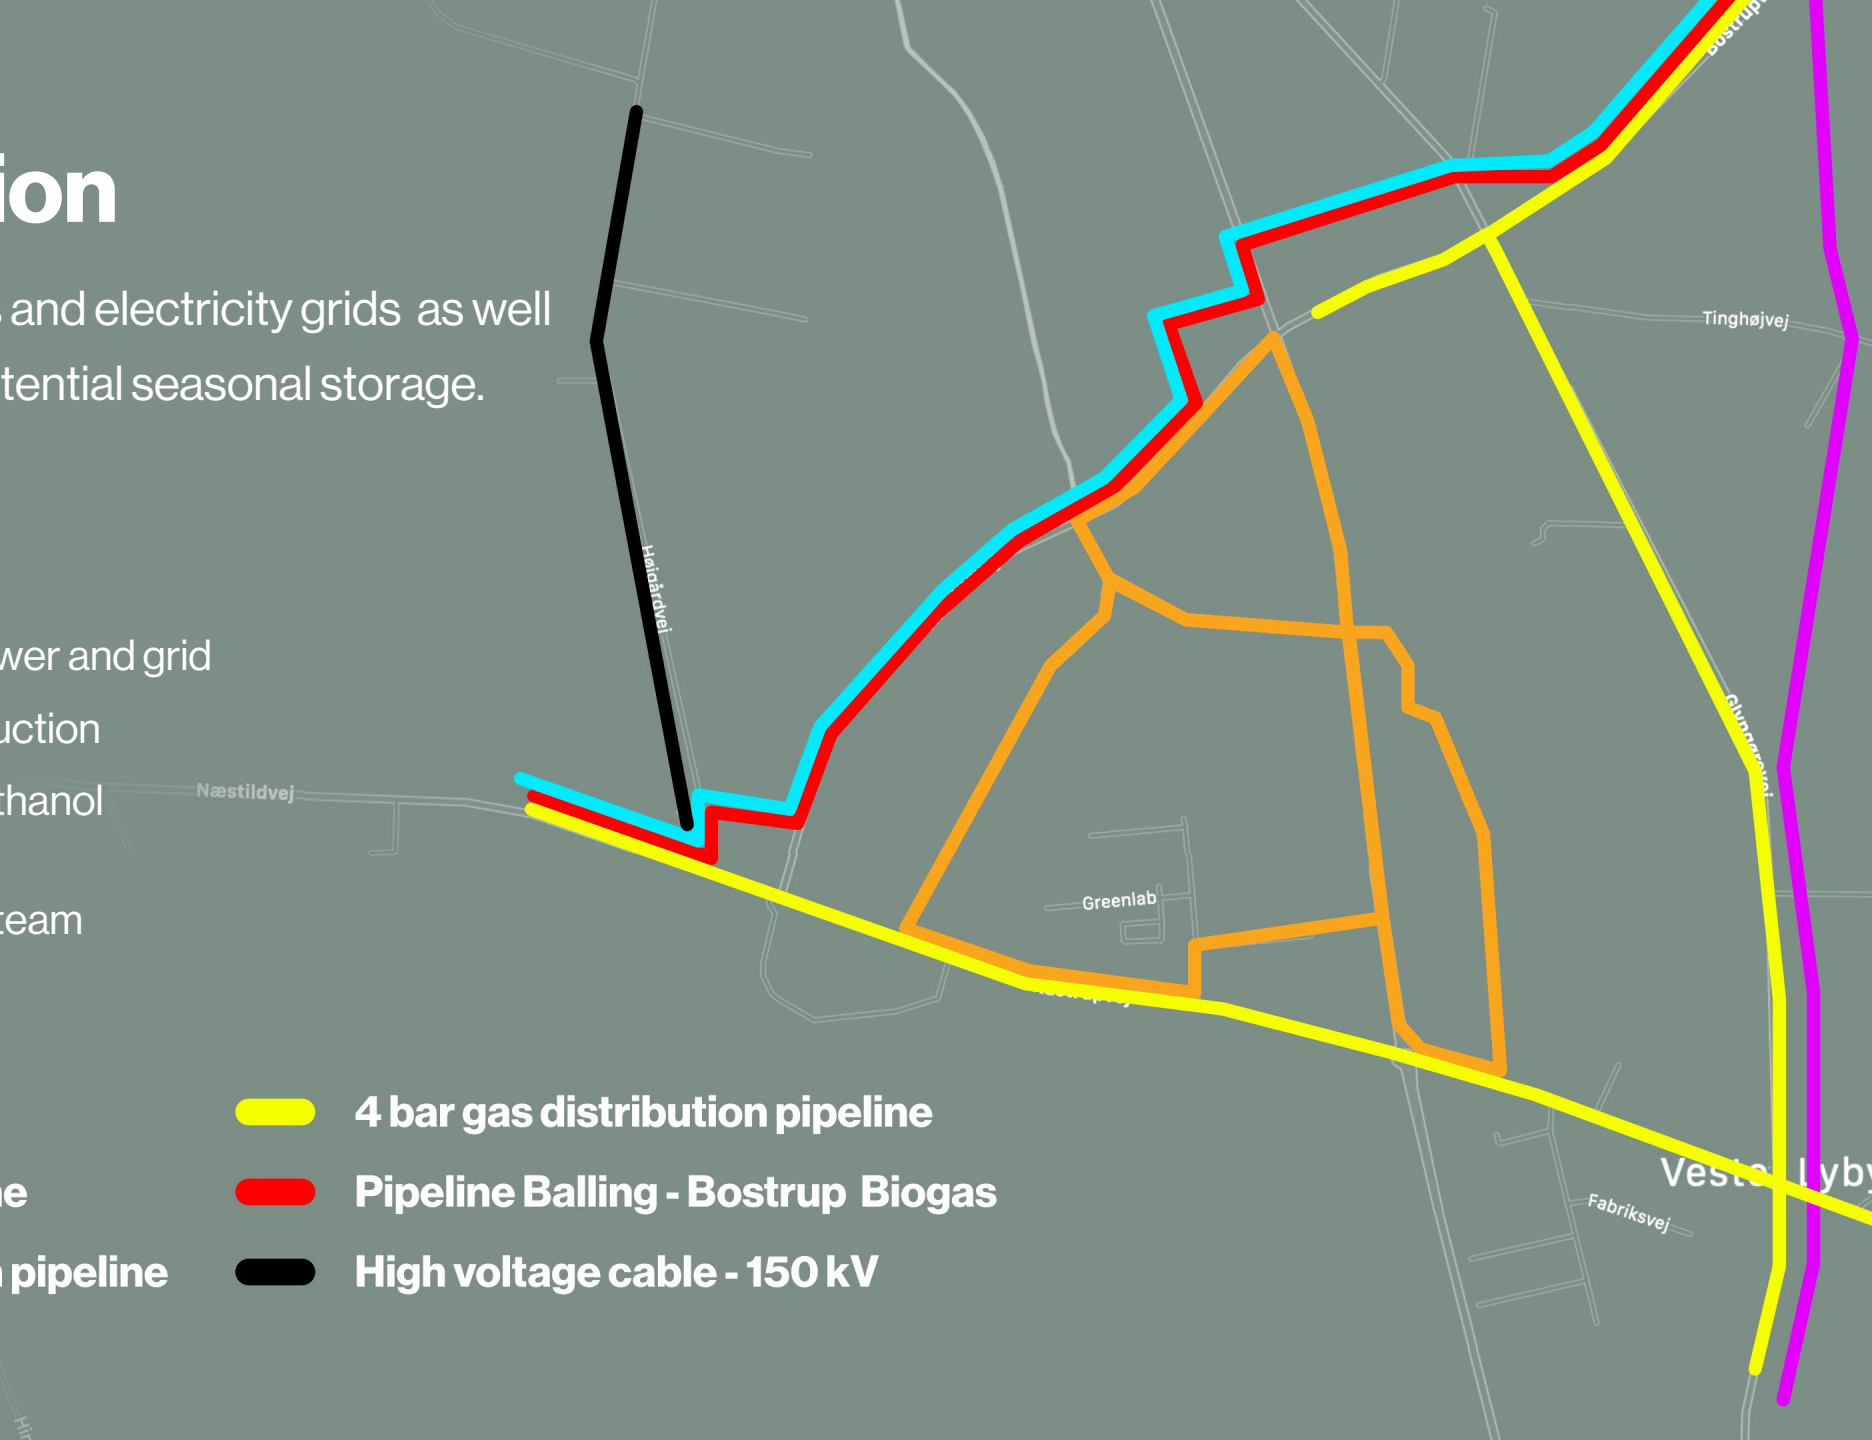 ion
s and electricity grids as well
tential seasonal storage.
wer and grid
uction
thanol
team
ne
n pipeline
4 bar gas distribution pipeline
Pipeline Balling - Bostrup Biogas
High voltage cable - 150 kV
Tinghøjvej
Højgårdvej
Næstildvej
Greenlab
Fabriksvej